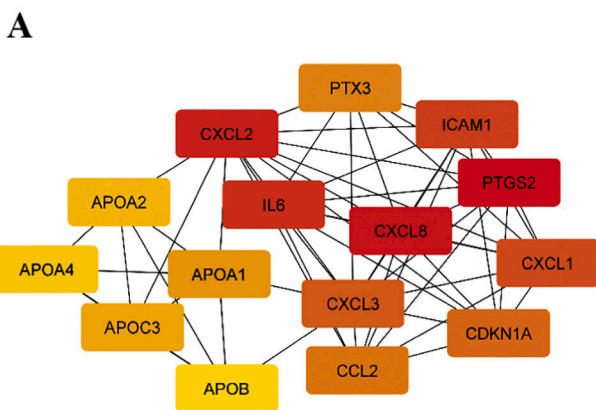 A
PTX3
CXCL2
ICAM1
PTGS2
APOA2
IL6
CXCL8
APOA4
APOA1
CXCL1
CXCL3
APOC3
CDKN1A
CCL2
APOB